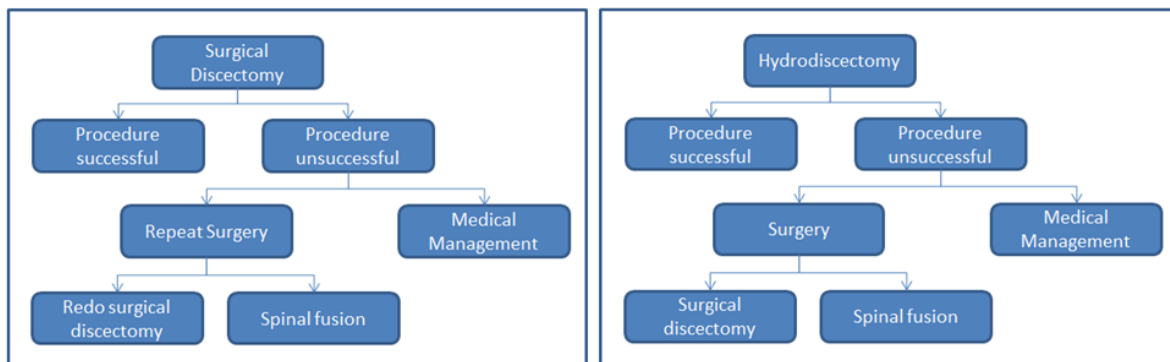 Surgical
Discectomy
Procedure
successful
Procedure
unsuccessful
Repeat Surgery
Medical
Management
Redo surgical
discectomy
Spinal fusion
Hydrodiscectomy
Procedure
successful
Procedure
unsuccessful
Surgery
Medical
Management
Surgical
discectomy
Spinal fusion